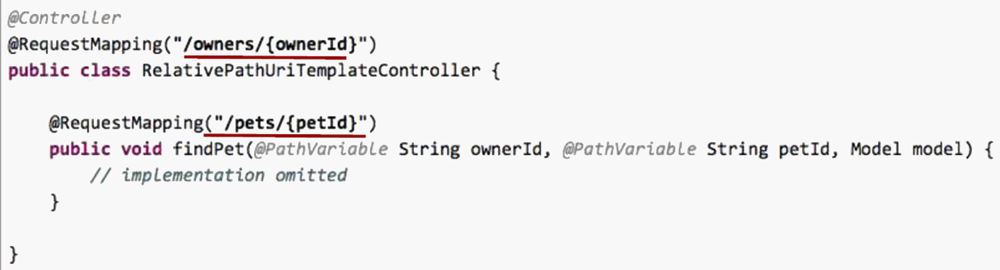 @Controller
@RequestMapping("/owners/{ownerId}")
public class RelativePathUriTemplateController {
@RequestMapping("/pets/{petId}")
public void findPet(@PathVariable String ownerId, @PathVariable String petId, Model model) {
// implementation omitted
}
}